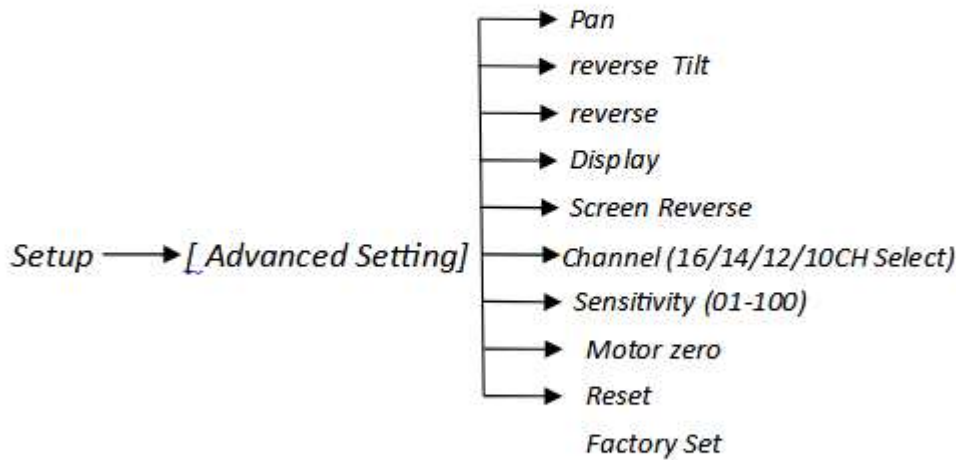 Pan
reverse Tilt
reverse
Display
Screen Reverse
Setup [ Advanced Setting] Channel (16/14/12/10CH Select)
Sensitivity (01-100)
Motor zero
Reset
Factory Set